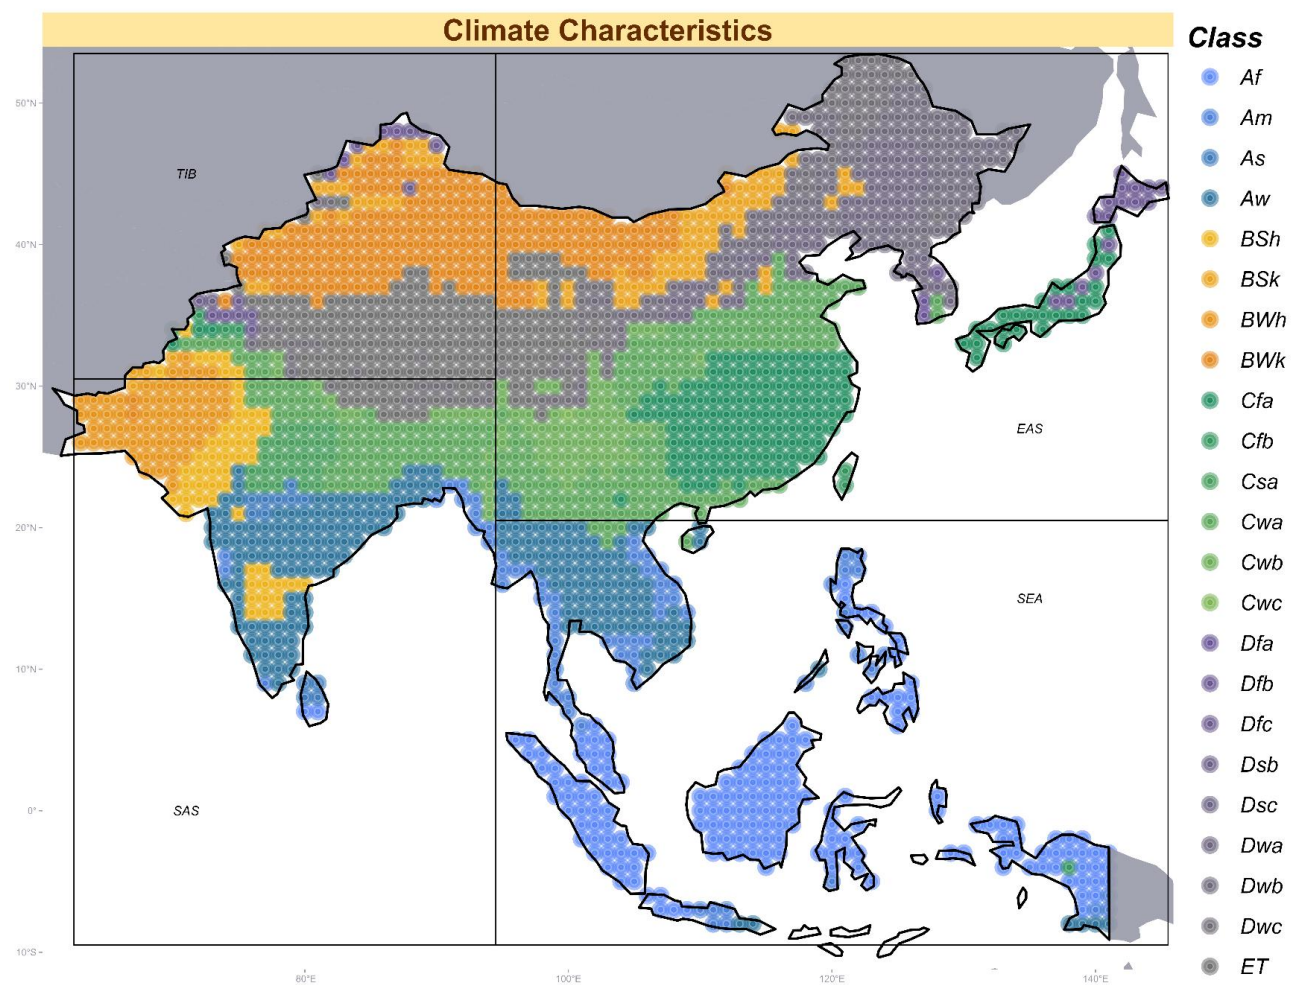 Climate Characteristics
Class
Af
Am
As
Aw
BSh
BSk
BWh
BWk
Cfa
Cfb
Csa
Cwa
Cwb
Cwc
Dfa
Dfb
Dfc
Dsb
Dsc
Dwa
Dwb
Dwc
ET
50°N
40°N
30°N
20°N
10°N
0°
10°S
TIB
EAS
SEA
SAS
80°E
100°E
120°E
140°E